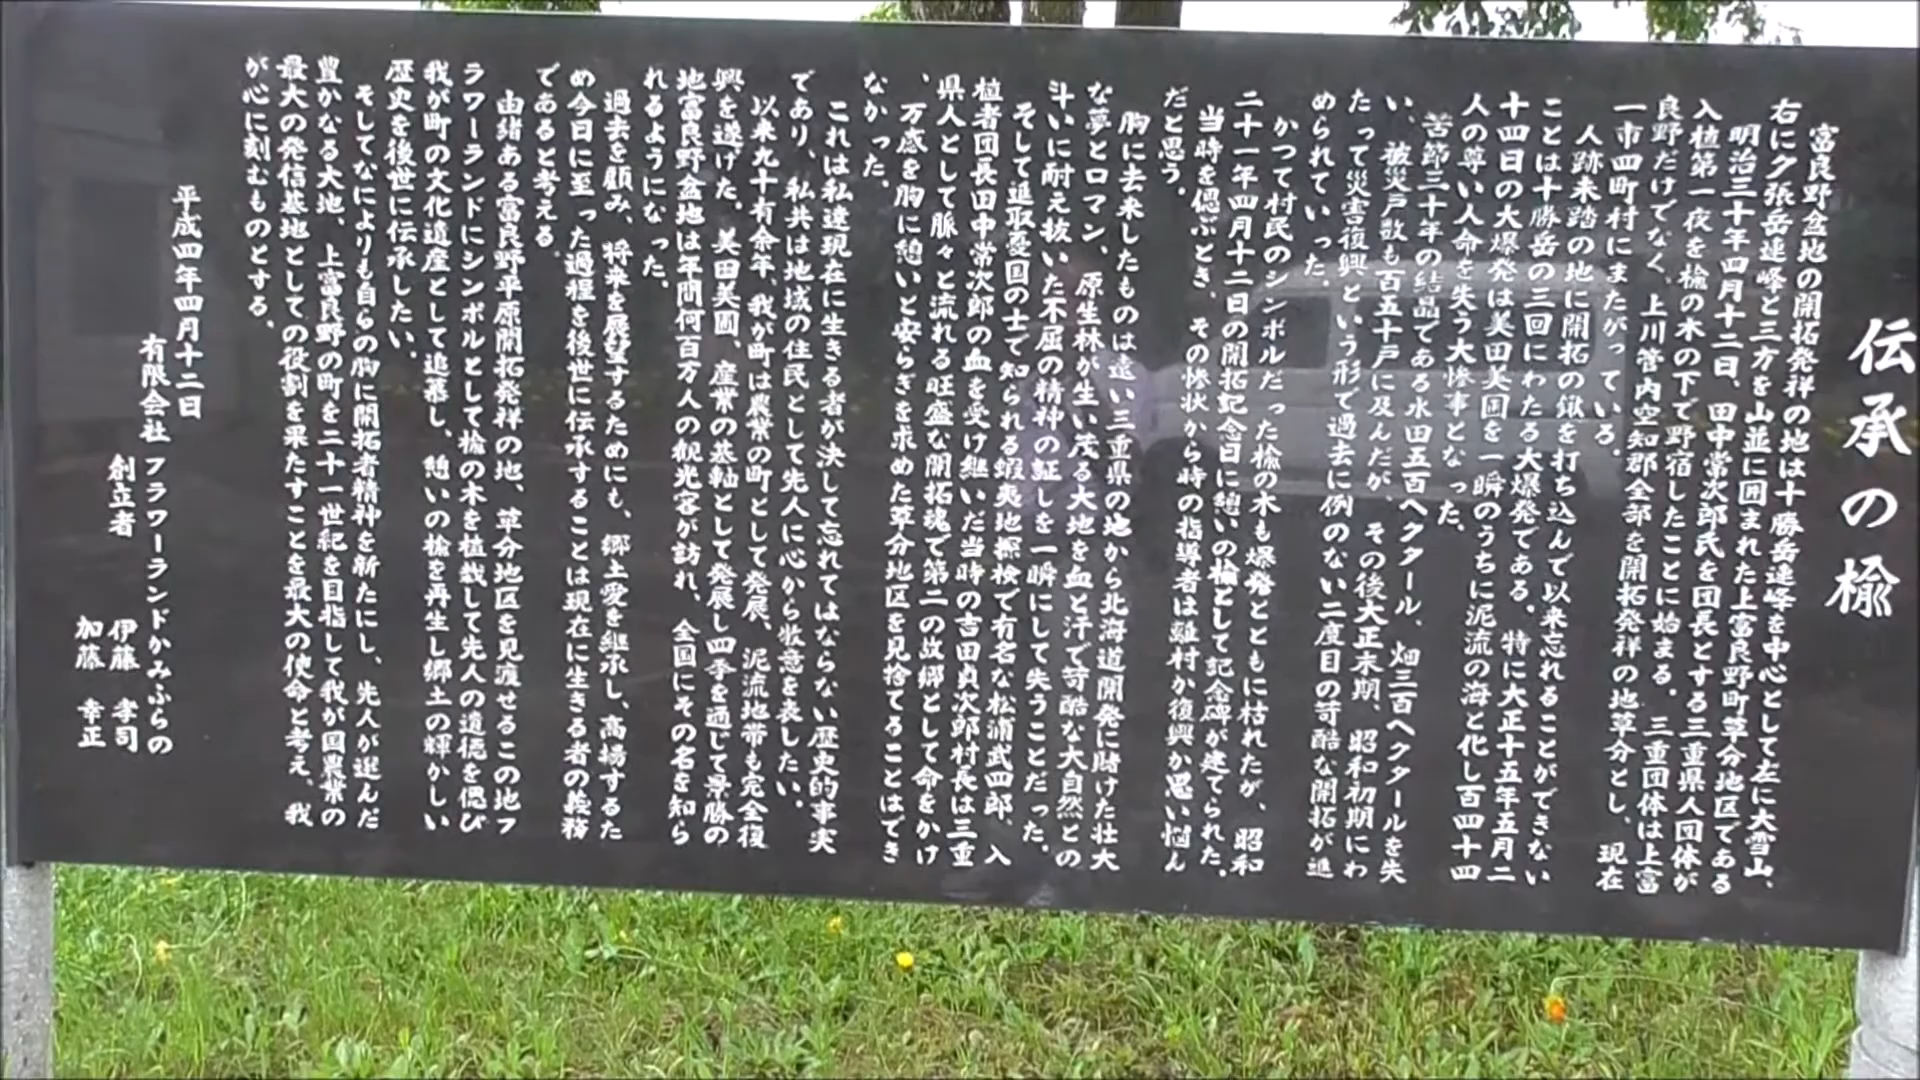 伝承の楡
富良野盆地の開拓発祥の地は十勝岳連峰を中心として左に大雪山、
右に夕張岳連峰と三方を山並に囲まれた上富良野町草分地区である
明治三十年四月十二日、田中常次郎氏を団長とする三重県人団体が
入植第一夜を楡の木の下で野宿したことに始まる。三重団体は上富
良野だけでなく、上川管内空知郡全部を開拓発祥の地草分とし、現在
一市四町村にまたがっている。
人跡未踏の地に開拓の鍬を打ち込んで以来忘れることができない
ことは十勝岳の三回にわたる大爆発である。特に大正十五年五月二
十四日の大爆発は美田美圃を一瞬のうちに泥流の海と化し百四十四
人の尊い人命を失う大惨事となった。
苦節三十年の結晶である水田五百ヘクタール、畑三百ヘクタールを失
い、被災戸数も百五十戸に及んだが、その後大正末期、昭和初期にわ
たって災害復興という形で過去に例のない二度目の苛酷な開拓が進
められていった。
かつて村民のシンボルだった楡の木も爆発とともに枯れたが、昭和
二十一年四月十二日の開拓記念日に憩いの楡として記念碑が建てられた。
当時を偲ぶとき、その惨状から時の指導者は離村か復興か思い悩ん
だと思う。
胸に去来したものは遠い三重県の地から北海道開発に賭けた壮大
な夢とロマン、原生林が生い茂る大地を血と汗で苛酷な大自然との
斗いに耐え抜いた不屈の精神の証しを一瞬にして失うことだった。
そして進取愛国の士で知られる蝦夷地探検で有名な松浦武四郎、入
植者団長田中常次郎の血を受け継いだ当時の吉田貞次郎村長は三重
県人として脈々と流れる旺盛な開拓魂で第二の故郷として命をかけ
、万感を胸に憩いと安らぎを求めた草分地区を見捨てることはでき
なかった。
これは私達現在に生きる者が決して忘れてはならない歴史的事実
であり、私共は地域の住民として先人に心から敬意を表したい。
以来九十有余年、我が町は農業の町として発展、泥流地帯も完全復
興を遂げた。美田美圃、産業の基軸として発展し四季を通じて景勝の
地富良野盆地は年間何百万人の観光客が訪れ、全国にその名を知ら
れるようになった。
過去を顧み、将来を展望するためにも、郷土愛を継承し、高揚するた
め今日に至った過程を後世に伝承することは現在に生きる者の義務
であると考える。
由緒ある富良野平原開拓発祥の地、草分地区を見渡せるこの地フ
ラワーランドにシンボルとして楡の木を植栽して先人の遺徳を偲び
我が町の文化遺産として追慕し、憩いの楡を再生し郷土の輝かしい
歴史を後世に伝承したい。
そしてなによりも自らの胸に開拓者精神を新たにし、先人が選んだ
豊かなる大地、上富良野の町を二十一世紀を目指して我が国農業の
最大の発信基地としての役割を果たすことを最大の使命と考え、我
が心に刻むものとする。
平成四年四月十二日
有限会社 フラワーランドかみふらの
創立者 伊藤 孝司
加藤 幸正